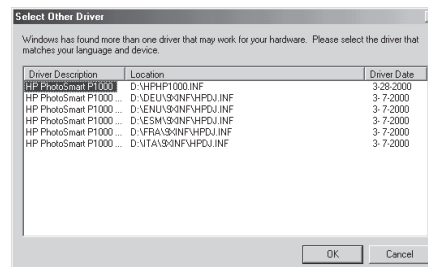 Select Other Driver
Windows has found more than one driver that may work for your hardware. Please select the driver that
matches your language and device.
Driver Description Location Driver Date
HP PhotoSmart P1000 D:\HPHP1000.INF 3-28-2000
HP PhotoSmart P1000 ... D:\DEU\9XINF\HPDJ.INF 3- 7-2000
HP PhotoSmart P1000 ... D:\ENU\9XINF\HPDJ.INF 3- 7-2000
HP PhotoSmart P1000 ... D:\ESM\9XINF\HPDJ.INF 3- 7-2000
HP PhotoSmart P1000 ... D:\FRA\9XINF\HPDJ.INF 3- 7-2000
HP PhotoSmart P1000 ... D:\ITA\9XINF\HPDJ.INF 3- 7-2000
OK Cancel